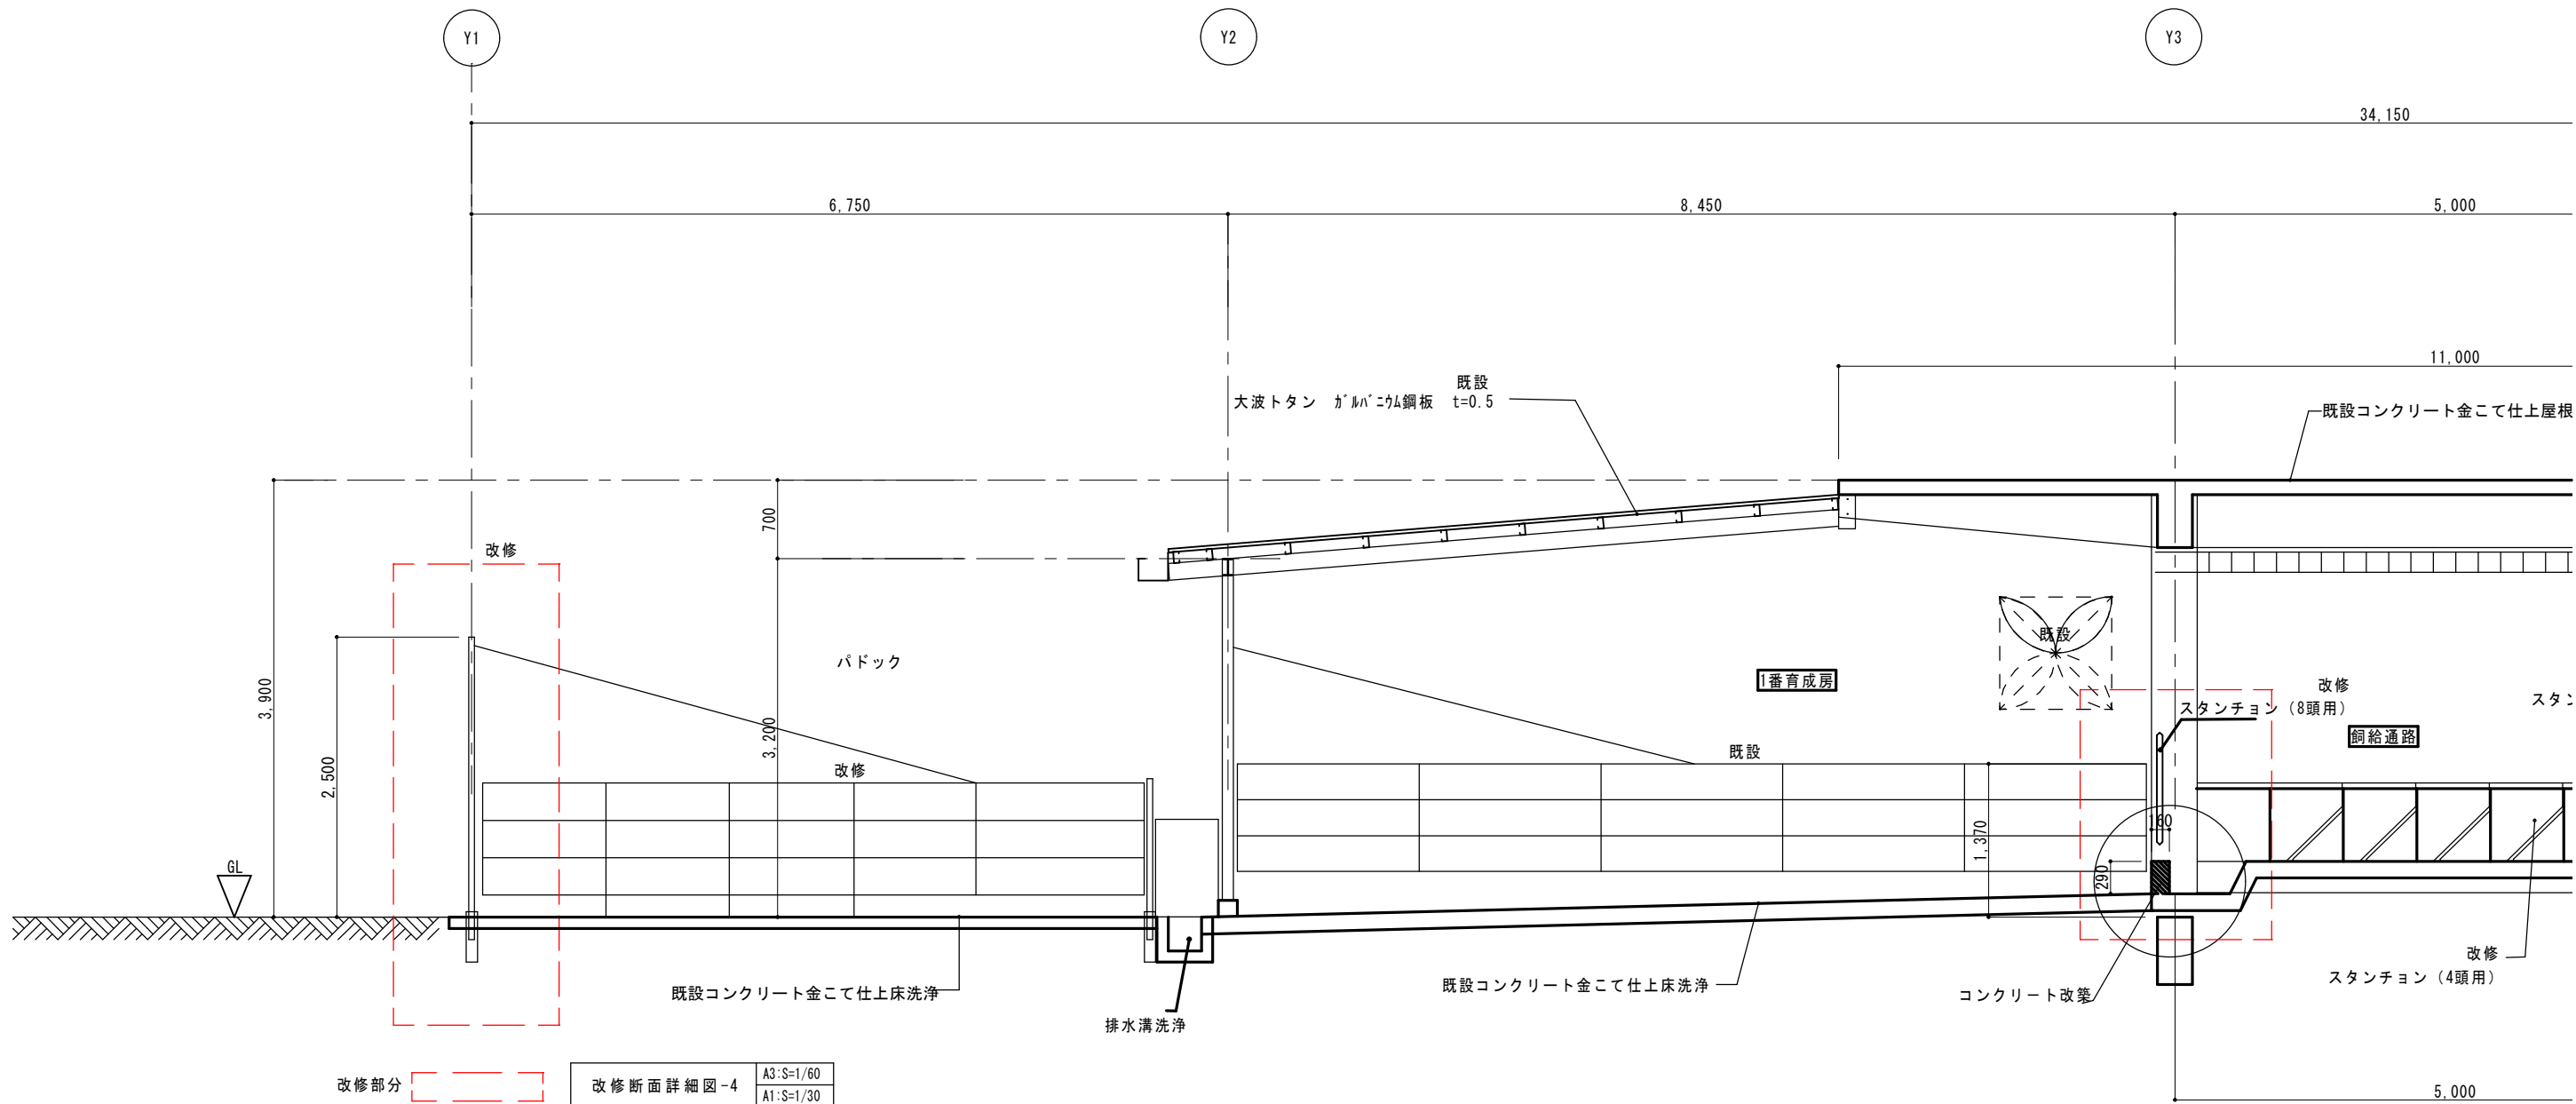 Y1
Y2
Y3
34,150
6,750
8,450
5,000
11,000
既設
大波トタン ｶﾞﾙﾊﾞﾆｳﾑ鋼板 t=0.5
既設コンクリート金こて仕上屋根
700
改修
既設
パドック
1番育成房
改修
スタンチョン（8頭用）
スタン
飼給通路
3,900
2,500
3,200
改修
既設
1,370
160
290
GL
改修
スタンチョン（4頭用）
既設コンクリート金こて仕上床洗浄
既設コンクリート金こて仕上床洗浄
コンクリート改築
排水溝洗浄
改修部分
改修断面詳細図-4
A3:S=1/60
A1:S=1/30
5,000